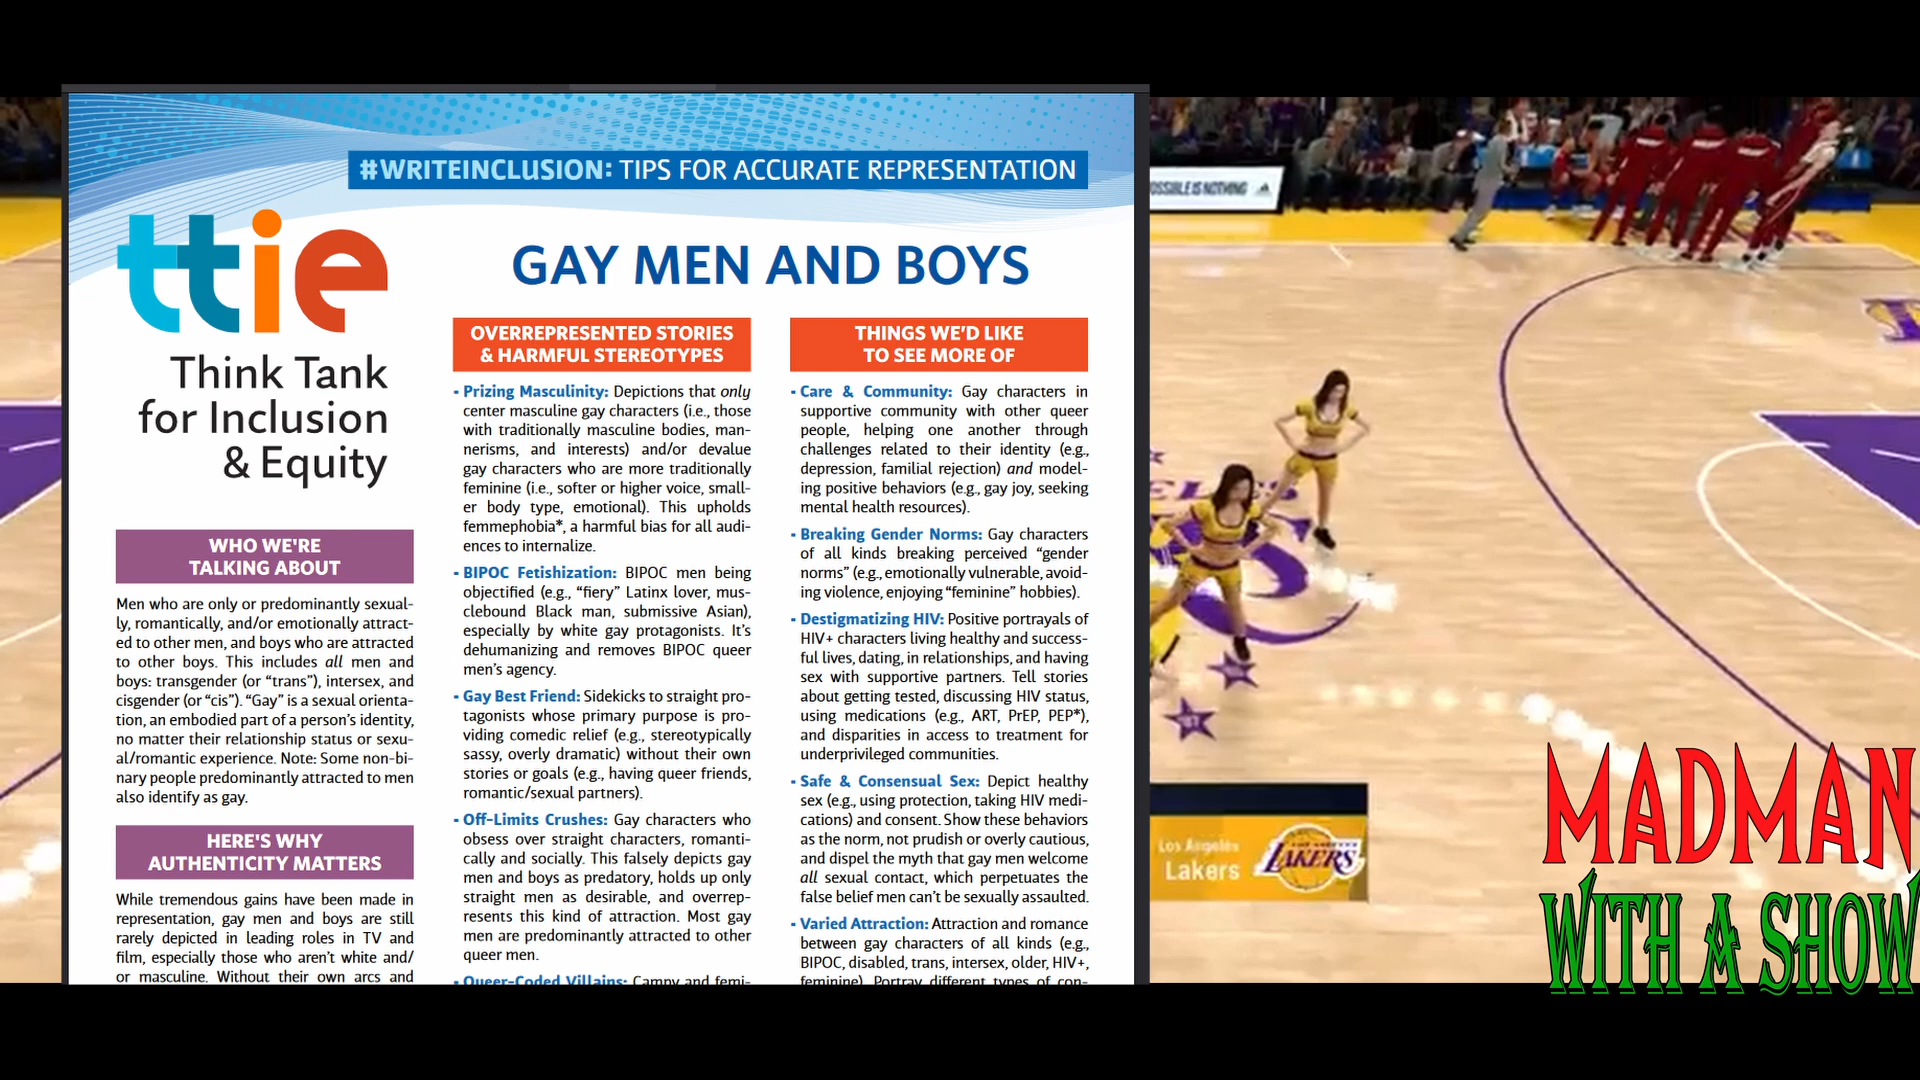 #WRITEINCLUSION: TIPS FOR ACCURATE REPRESENTATION
ttie
Think Tank
for Inclusion
& Equity
GAY MEN AND BOYS
WHO WE'RE
TALKING ABOUT
Men who are only or predominantly sexual-
ly, romantically, and/or emotionally attract-
ed to other men, and boys who are attracted
to other boys. This includes all men and
boys: transgender (or “trans”), intersex, and
cisgender (or “cis”). “Gay” is a sexual orienta-
tion, an embodied part of a person’s identity,
no matter their relationship status or sexu-
al/romantic experience. Note: Some non-bi-
nary people predominantly attracted to men
also identify as gay.
HERE'S WHY
AUTHENTICITY MATTERS
While tremendous gains have been made in
representation, gay men and boys are still
rarely depicted in leading roles in TV and
film, especially those who aren’t white and/
or masculine. Without their own arcs and
OVERREPRESENTED STORIES
& HARMFUL STEREOTYPES
- Prizing Masculinity: Depictions that only
center masculine gay characters (i.e., those
with traditionally masculine bodies, man-
nerisms, and interests) and/or devalue
gay characters who are more traditionally
feminine (i.e., softer or higher voice, small-
er body type, emotional). This upholds
femmephobia*, a harmful bias for all audi-
ences to internalize.
- BIPOC Fetishization: BIPOC men being
objectified (e.g., “fiery” Latinx lover, mus-
clebound Black man, submissive Asian),
especially by white gay protagonists. It’s
dehumanizing and removes BIPOC queer
men’s agency.
- Gay Best Friend: Sidekicks to straight pro-
tagonists whose primary purpose is pro-
viding comedic relief (e.g., stereotypically
sassy, overly dramatic) without their own
stories or goals (e.g., having queer friends,
romantic/sexual partners).
- Off-Limits Crushes: Gay characters who
obsess over straight characters, romanti-
cally and socially. This falsely depicts gay
men and boys as predatory, holds up only
straight men as desirable, and overrep-
resents this kind of attraction. Most gay
men are predominantly attracted to other
queer men.
- Queer-Coded Villains: Campy and femi-
THINGS WE’D LIKE
TO SEE MORE OF
- Care & Community: Gay characters in
supportive community with other queer
people, helping one another through
challenges related to their identity (e.g.,
depression, familial rejection) and model-
ing positive behaviors (e.g., gay joy, seeking
mental health resources).
- Breaking Gender Norms: Gay characters
of all kinds breaking perceived “gender
norms” (e.g., emotionally vulnerable, avoid-
ing violence, enjoying “feminine” hobbies).
- Destigmatizing HIV: Positive portrayals of
HIV+ characters living healthy and success-
ful lives, dating, in relationships, and having
sex with supportive partners. Tell stories
about getting tested, discussing HIV status,
using medications (e.g., ART, PrEP, PEP*),
and disparities in access to treatment for
underprivileged communities.
- Safe & Consensual Sex: Depict healthy
sex (e.g., using protection, taking HIV medi-
cations) and consent. Show these behaviors
as the norm, not prudish or overly cautious,
and dispel the myth that gay men welcome
all sexual contact, which perpetuates the
false belief men can’t be sexually assaulted.
- Varied Attraction: Attraction and romance
between gay characters of all kinds (e.g.,
BIPOC, disabled, trans, intersex, older, HIV+,
feminine). Portray different types of con-
OSSIBLE IS NOTHING
Los Angeles
Lakers
LAKERS
MADMAN
WITH A SHOW